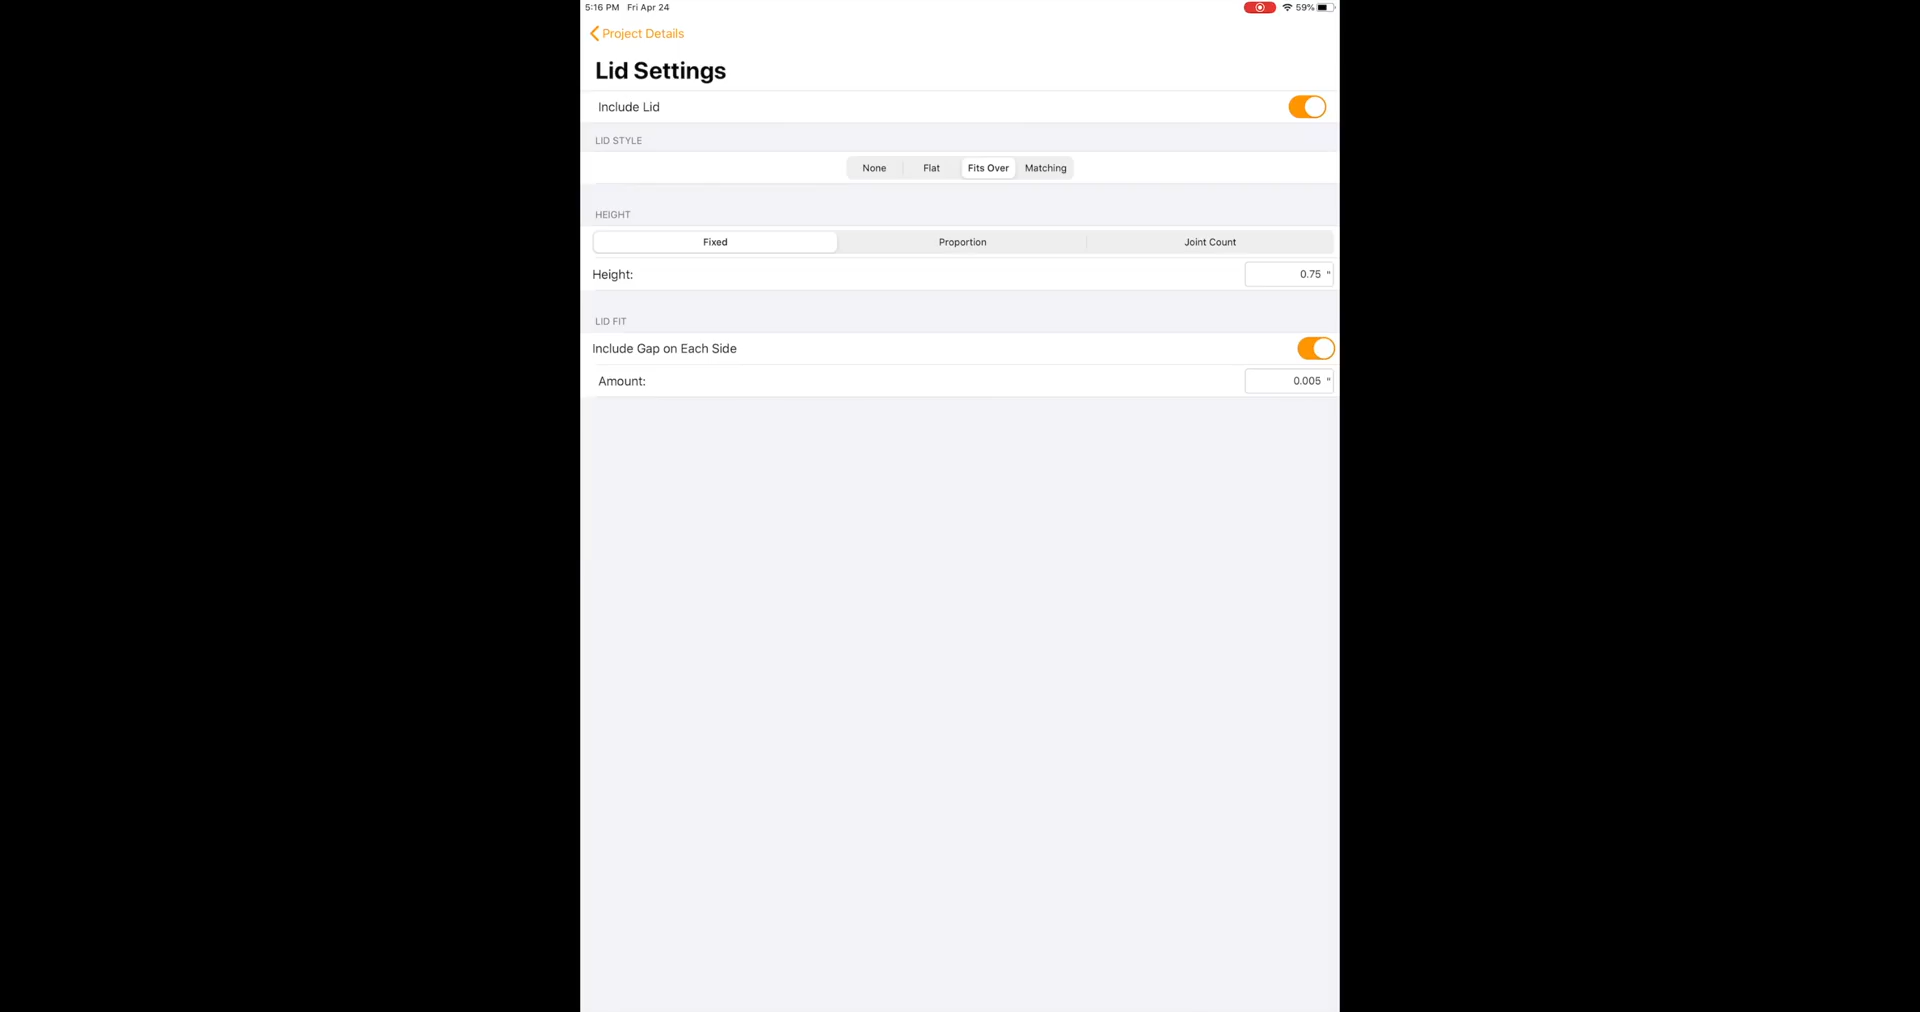 5:16 PM Fri Apr 24 59%
Project Details
Lid Settings
Include Lid
LID STYLE
None Flat Fits Over Matching
HEIGHT
Fixed Proportion Joint Count
Height: 0.75 "
LID FIT
Include Gap on Each Side
Amount: 0.005 "